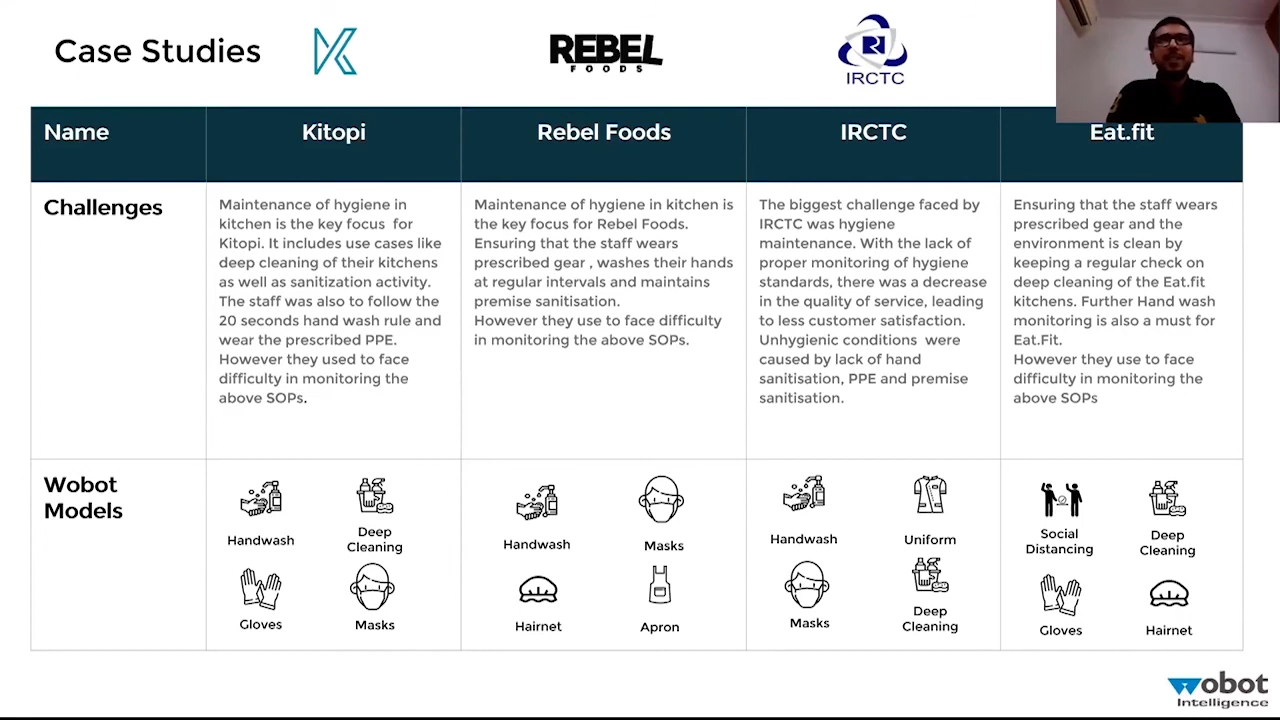 Case Studies
REBEL
FOODS
IRCTC
Name
Kitopi
Rebel Foods
IRCTC
Eat.fit
Challenges
Maintenance of hygiene in
kitchen is the key focus for
Kitopi. It includes use cases like
deep cleaning of their kitchens
as well as sanitization activity.
The staff was also to follow the
20 seconds hand wash rule and
wear the prescribed PPE.
However they used to face
difficulty in monitoring the
above SOPs.
Maintenance of hygiene in kitchen is
the key focus for Rebel Foods.
Ensuring that the staff wears
prescribed gear , washes their hands
at regular intervals and maintains
premise sanitisation.
However they use to face difficulty
in monitoring the above SOPs.
The biggest challenge faced by
IRCTC was hygiene
maintenance. With the lack of
proper monitoring of hygiene
standards, there was a decrease
in the quality of service, leading
to less customer satisfaction.
Unhygienic conditions were
caused by lack of hand
sanitisation, PPE and premise
sanitisation.
Ensuring that the staff wears
prescribed gear and the
environment is clean by
keeping a regular check on
deep cleaning of the Eat.fit
kitchens. Further Hand wash
monitoring is also a must for
Eat.Fit.
However they use to face
difficulty in monitoring the
above SOPs
Wobot
Models
Handwash
Deep
Cleaning
Gloves
Masks
Handwash
Masks
Hairnet
Apron
Handwash
Uniform
Masks
Deep
Cleaning
Social
Distancing
Deep
Cleaning
Gloves
Hairnet
wobot
Intelligence